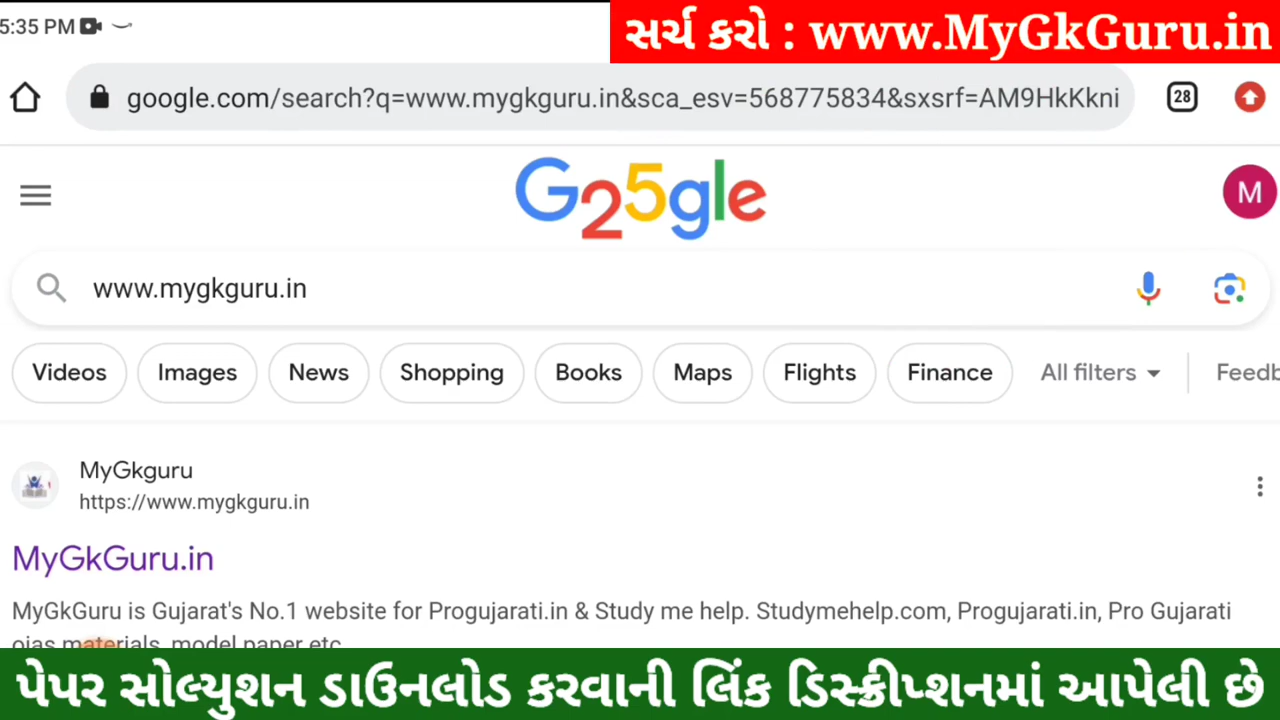 5:35 PM
સર્ચ કરો : www.MyGkGuru.in
google.com/search?q=www.mygkguru.in&sca_esv=568775834&sxsrf=AM9HkKkni
28
G25gle
M
www.mygkguru.in
Videos Images News Shopping Books Maps Flights Finance All filters Feedb
MyGkguru
https://www.mygkguru.in
MyGkGuru.in
MyGkGuru is Gujarat's No.1 website for Progujarati.in & Study me help. Studymehelp.com, Progujarati.in, Pro Gujarati
ojas materials, model paper etc
પેપર સોલ્યુશન ડાઉનલોડ કરવાની લિંક ડિસ્ક્રીપ્શનમાં આપેલી છે